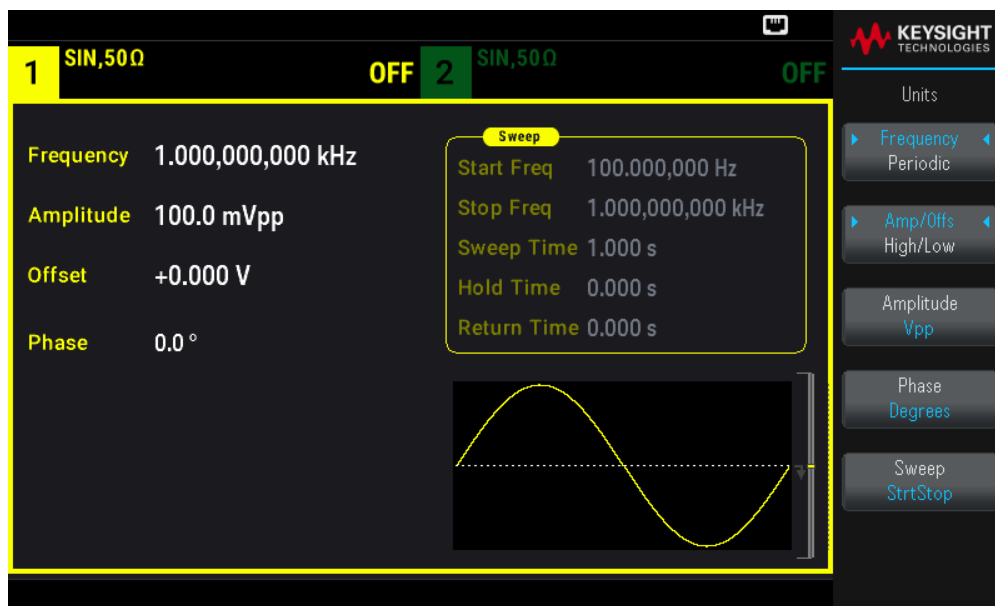 KEYSIGHT
TECHNOLOGIES
1 SIN,50Ω OFF
2 SIN,50Ω OFF
Frequency 1.000,000,000 kHz
Amplitude 100.0 mVpp
Offset +0.000 V
Phase 0.0 °
Sweep
Start Freq 100.000,000 Hz
Stop Freq 1.000,000,000 kHz
Sweep Time 1.000 s
Hold Time 0.000 s
Return Time 0.000 s
Units
Frequency
Periodic
Amp/Offs
High/Low
Amplitude
Vpp
Phase
Degrees
Sweep
StrtStop